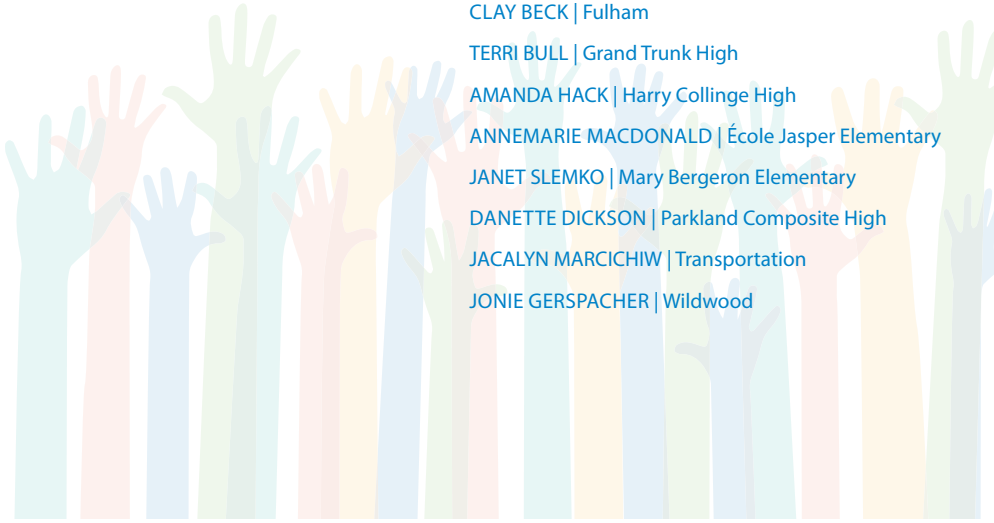 CLAY BECK | Fulham
TERRI BULL | Grand Trunk High
AMANDA HACK | Harry Collinge High
ANNEMARIE MACDONALD | École Jasper Elementary
JANET SLEMKO | Mary Bergeron Elementary
DANETTE DICKSON | Parkland Composite High
JACALYN MARCICHIW | Transportation
JONIE GERSPACHER | Wildwood